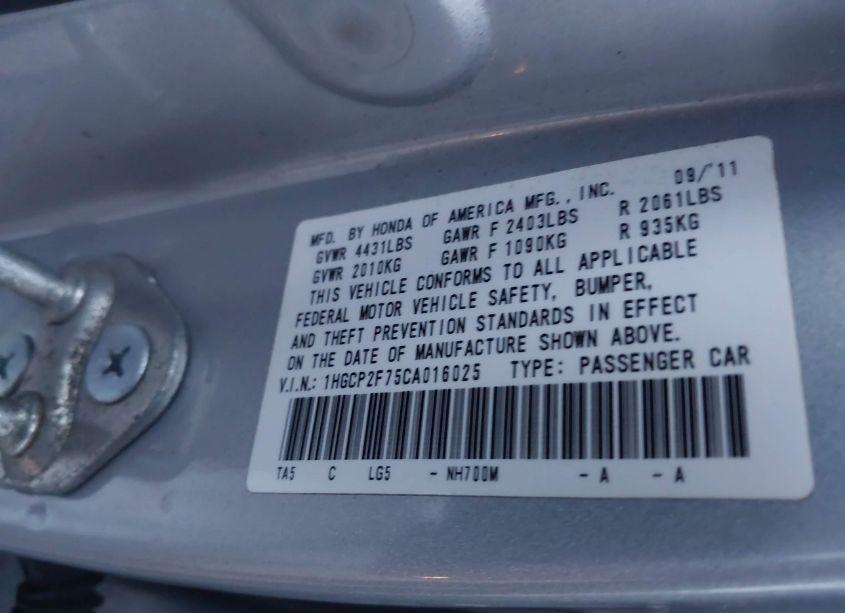 MFD. BY HONDA OF AMERICA MFG., INC. 09/'11
GVWR 4431LBS GAWR F 2403LBS R 2061LBS
GVWR 2010KG GAWR F 1090KG R 935KG
THIS VEHICLE CONFORMS TO ALL APPLICABLE
FEDERAL MOTOR VEHICLE SAFETY, BUMPER,
AND THEFT PREVENTION STANDARDS IN EFFECT
ON THE DATE OF MANUFACTURE SHOWN ABOVE.
V.I.N.: 1HGCP2F75CA016025 TYPE: PASSENGER CAR
TA5 C LG5 - NH700M - A - A